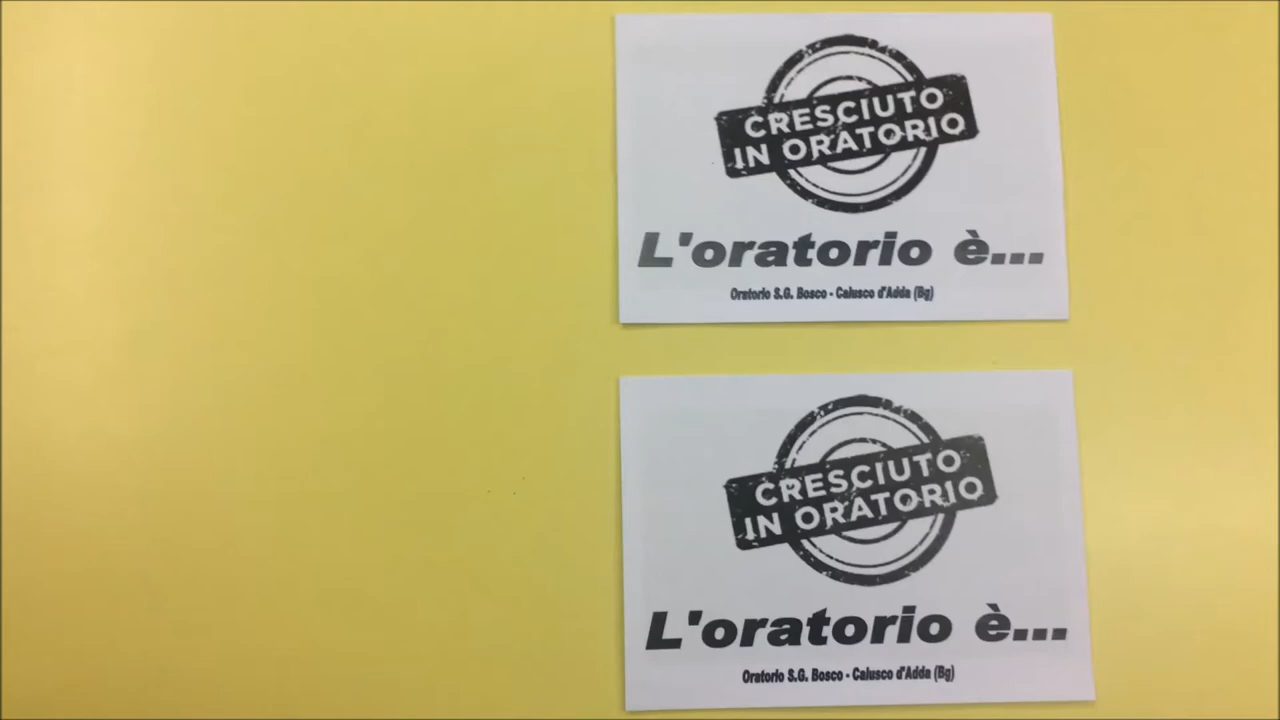 CRESCIUTO
IN ORATORIO
L'oratorio è...
Oratorio S.G. Bosco - Calusco d'Adda (Bg)
CRESCIUTO
IN ORATORIO
L'oratorio è...
Oratorio S.G. Bosco - Calusco d'Adda (Bg)